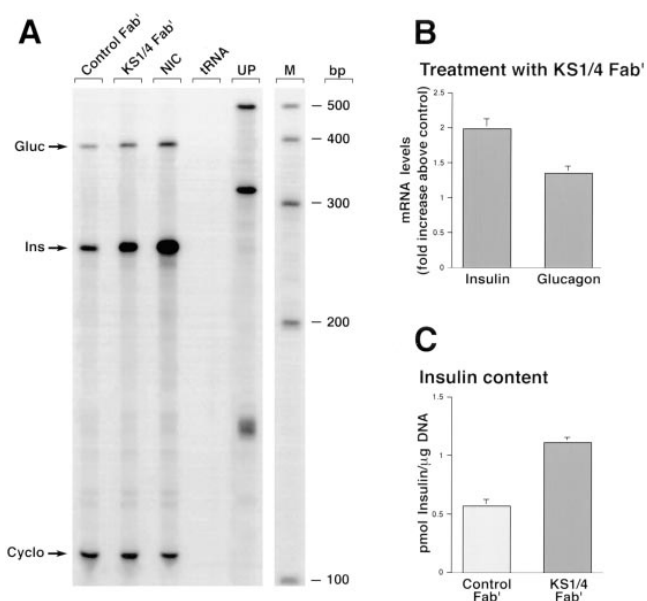 A
Control Fab' KS1/4 Fab' NIC tRNA UP M bp
500
Gluc
400
300
Ins
200
Cyclo
100
B
Treatment with KS1/4 Fab'
mRNA levels
(fold increase above control)
2.5
2
1.5
1
0.5
0
Insulin Glucagon
C
Insulin content
pmol Insulin/μg DNA
1.5
1
0.5
0
Control Fab'
KS1/4 Fab'